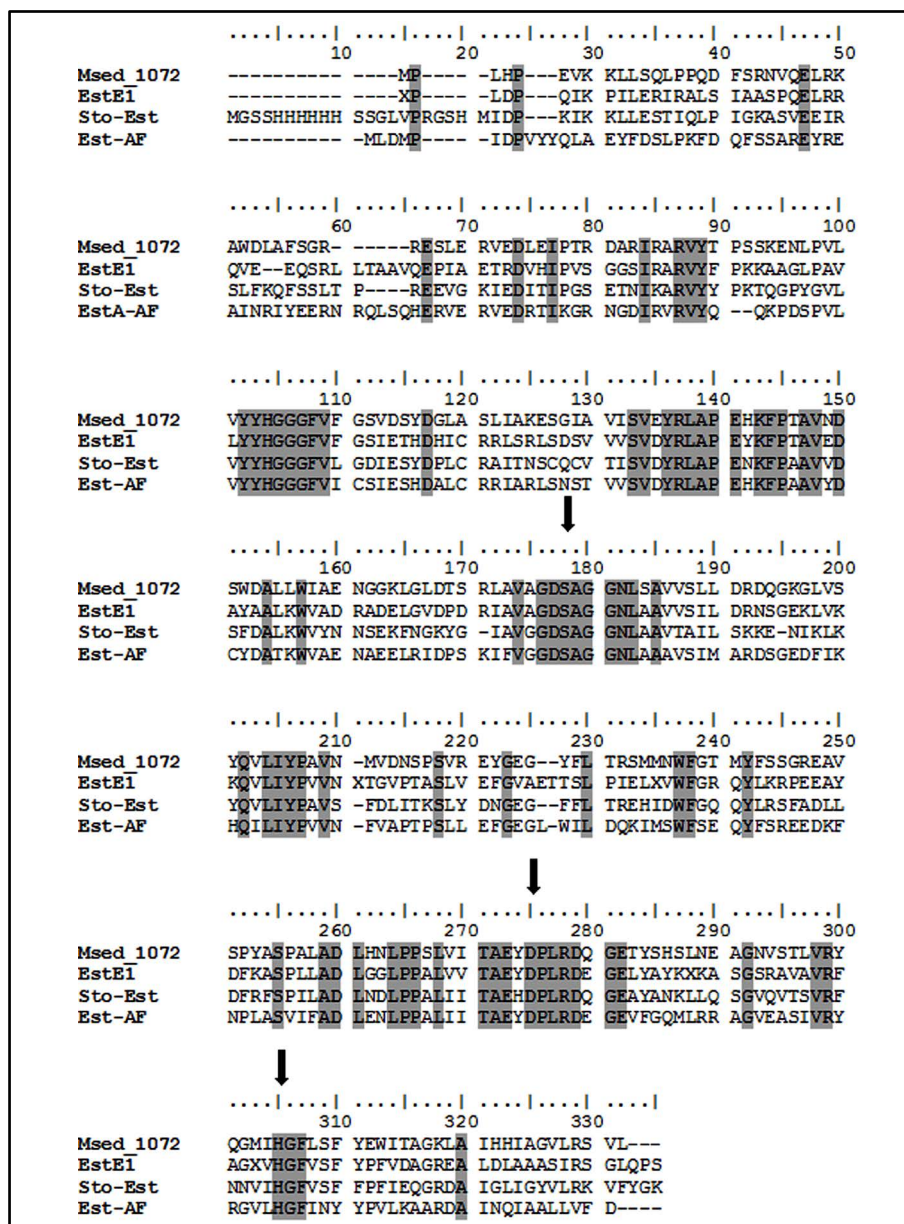 ....|....| ....|....| ....|....| ....|....| ....|....|
10 20 30 40 50
Msed_1072 ---------- ----MP---- --LHP---EVK KLLSQLPPQD FSRNVQELRK
EstE1 ---------- ----XP---- --LDP---QIK PILERIRALS IAASPQELRR
Sto-Est MGSSHHHHHH SSGLVPRGSH MIDP---KIK KLLESTIQLP IGKASVEEIR
Est-AF ---------- -MLDMP---- --IDPVYYQLA EYFDSLPKFD QFSSAREYRE
....|....| ....|....| ....|....| ....|....| ....|....|
60 70 80 90 100
Msed_1072 AWDLAFSGR- -----RESLER VERVEDLEIPTRD DARIRARVYT PSSKENLPVL
EstE1 QVE--EQSRL LTAAVQEPIA ETRDVHIPVS GGSIRARVYF PKKAAGLPAV
Sto-Est SLFKQFSSLT P----REEVG KIEDITIPGS ETNIKARVYY PKTQGPYGVL
EstA-AF AINRIYEERN RQLSQHERVE RVEDRTIKGR NGDIRVRVYQ --QKPDSPVL
....|....| ....|....| ....|....| ....|....| ....|....|
110 120 130 140 150
Msed_1072 VYYHGGGFVF GSVDSYDGLA SLIAKESGIA VISVEYRLAP EHKFPTAVND
EstE1 LYYHGGGFVF GSIETHDHIC RRLSRLSDSV VVSVDYRLAP EYKFPTAVED
Sto-Est VYYHGGGFVL GDIESYDPLC RAITNSCQCV TISVDYRLAP ENKFPAAVVD
Est-AF VYYHGGGFVI CSIESHDALC RRIARLSNST VVSVDYRLAP EHKFPAAVYD
....|....| ....|....| ....|....| ....|....| ....|....|
160 170 180 190 200
Msed_1072 SWDALLWIAE NGGKLGLDTS RLAVAGDSAG GNLSAVVSLL DRDQGKGLVS
EstE1 AYAALKWVAD RADELGVDPD RIAVAGDSAG GNLAAVVSIL DRNSGEKLVK
Sto-Est SFDALKWVYN NSEKFNGKYG -IAVGGDSAG GNLAAVTAIL SKKE-NIKLK
Est-AF CYDATKWVAE NAEELRIDPS KIFVGGDSAG GNLAAAVSIM ARDSGEDFIK
....|....| ....|....| ....|....| ....|....| ....|....|
210 220 230 240 250
Msed_1072 YQVLIYPAVN -MVDNSPSVR EYGEG--YFL TRSMMNWFGT MYFSSGREAV
EstE1 KQVLIYPVVN XTGVPTASLV EFGVAETTSL PIELXVWFGR QYLKRPEEAY
Sto-Est YQVLIYPAVS -FDLITKSLY DNGEG--FFL TREHIDWFGQ QYLRSFADLL
Est-AF HQILIYPVVN -FVAPTPSLL EFGEGL-WIL DQKIMSWFSE QYFSREEDKF
....|....| ....|....| ....|....| ....|....| ....|....|
260 270 280 290 300
Msed_1072 SPYASPALAD LHNLPPSLVI TAEYDPLRDQ GETYSHSLNE AGNVSTLVRY
EstE1 DFKASPLLAD LGGLPPALVV TAEYDPLRDE GELYAYKXKA SGSRAVAVRF
Sto-Est DFRFSPILAD LNDLPPALII TAEHDPLRDQ GEAYANKLLQ SGVQVTSVRF
Est-AF NPLASVIFAD LENLPPALII TAEYDPLRDE GEVFGQMLRR AGVEASIVRY
....|....| ....|....| ....|....| ....|
310 320 330
Msed_1072 QGMIHGFLSF YEWITAGKLA IHHIAGVLRS VL---
EstE1 AGXVHGFVSF YPFVDAGREA LDLAAASIRS GLQPS
Sto-Est NNVIHGFVSF FPFIEQGRDA IGLIGYVLRK VFYGK
Est-AF RGVLHGFINY YPVLKAARDA INQIAALLVF D----